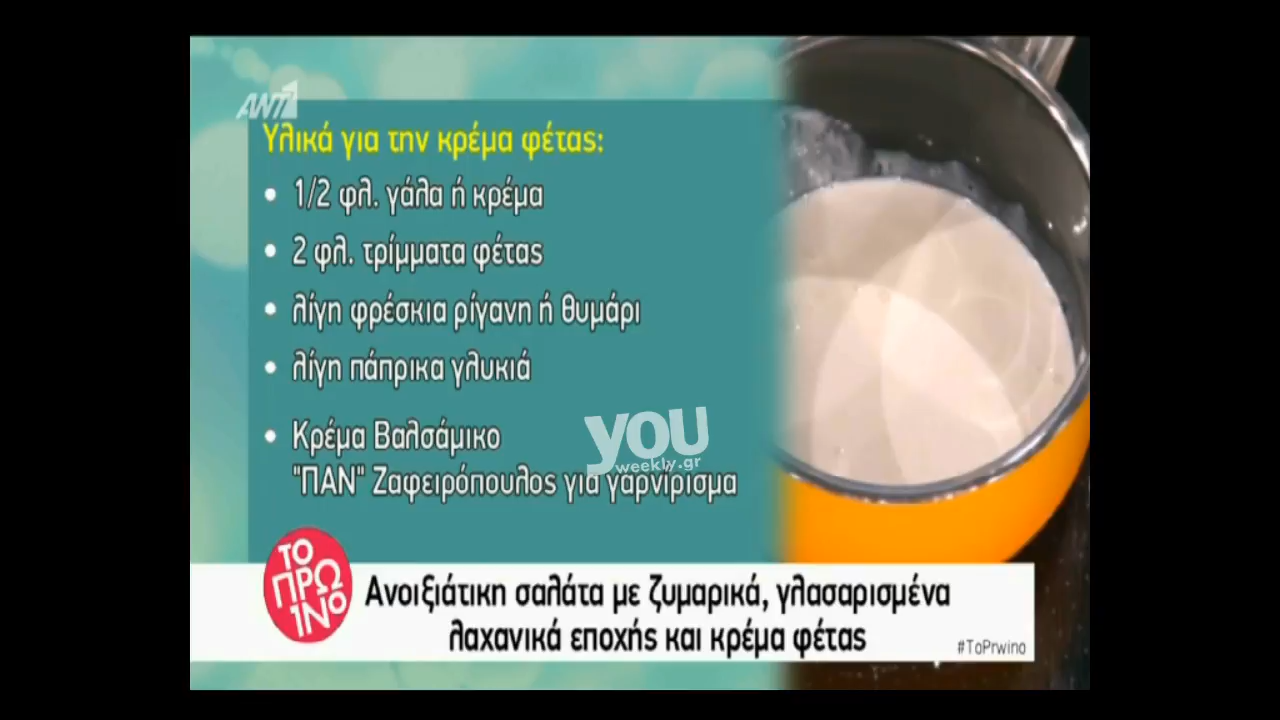 ANT1
Υλικά για την κρέμα φέτας:
• 1/2 φλ. γάλα ή κρέμα
• 2 φλ. τρίμματα φέτας
• λίγη φρέσκια ρίγανη ή θυμάρι
• λίγη πάπρικα γλυκιά
• Κρέμα Βαλσάμικο
"ΠΑΝ" Ζαφειρόπουλος για γαρνίρισμα
you
weekly.gr
ΤΟ
ΠΡΩ
ΙΝΟ
Ανοιξιάτικη σαλάτα με ζυμαρικά, γλασαρισμένα
λαχανικά εποχής και κρέμα φέτας
#ToPrwino